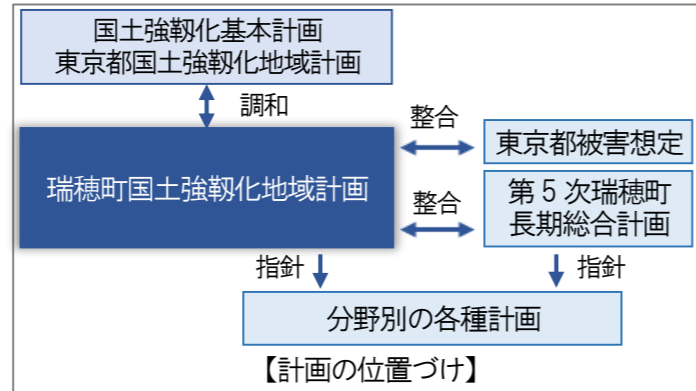 国土強靱化基本計画
東京都国土強靱化地域計画
調和
整合
東京都被害想定
瑞穂町国土強靱化地域計画
整合
第5次瑞穂町
長期総合計画
指針
指針
分野別の各種計画
【計画の位置づけ】